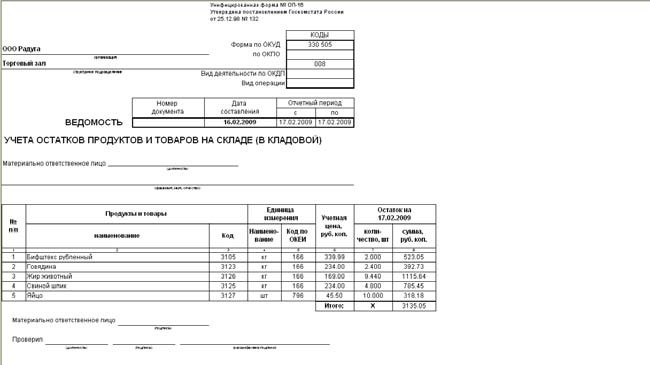 Унифицированная форма № ОП-16
Утверждена постановлением Госкомстата России
от 25.12.98 № 132
КОДЫ
Форма по ОКУД 330 505
ООО Радуга по ОКПО
организация
Торговый зал 008
структурное подразделение
Вид деятельности по ОКДП
Вид операции
Номер документа Дата составления Отчетный период
с по
ВЕДОМОСТЬ 16.02.2009 17.02.2009 17.02.2009
УЧЕТА ОСТАТКОВ ПРОДУКТОВ И ТОВАРОВ НА СКЛАДЕ (В КЛАДОВОЙ)
Материально ответственное лицо
(должность)
(фамилия, имя, отчество)
№ п/п Продукты и товары Единица измерения Учетная цена, руб. коп. Остаток на 17.02.2009
наименование Код Наимено-вание Код по ОКЕИ коли-чество, шт сумма, руб. коп.
1 2 3 4 5 6 7 8
1 Бифштекс рубленный 3105 кг 166 339.99 2.000 523.05
2 Говядина 3123 кг 166 234.00 2.400 392.73
3 Жир животный 3126 кг 166 169.00 9.440 1115.64
4 Свиной шпик 3125 кг 166 234.00 4.800 785.45
5 Яйцо 3127 шт 796 45.50 10.000 318.18
Итого: X 3135.05
Материально ответственное лицо
(подпись)
Проверил
(должность) (подпись) (расшифровка подписи)